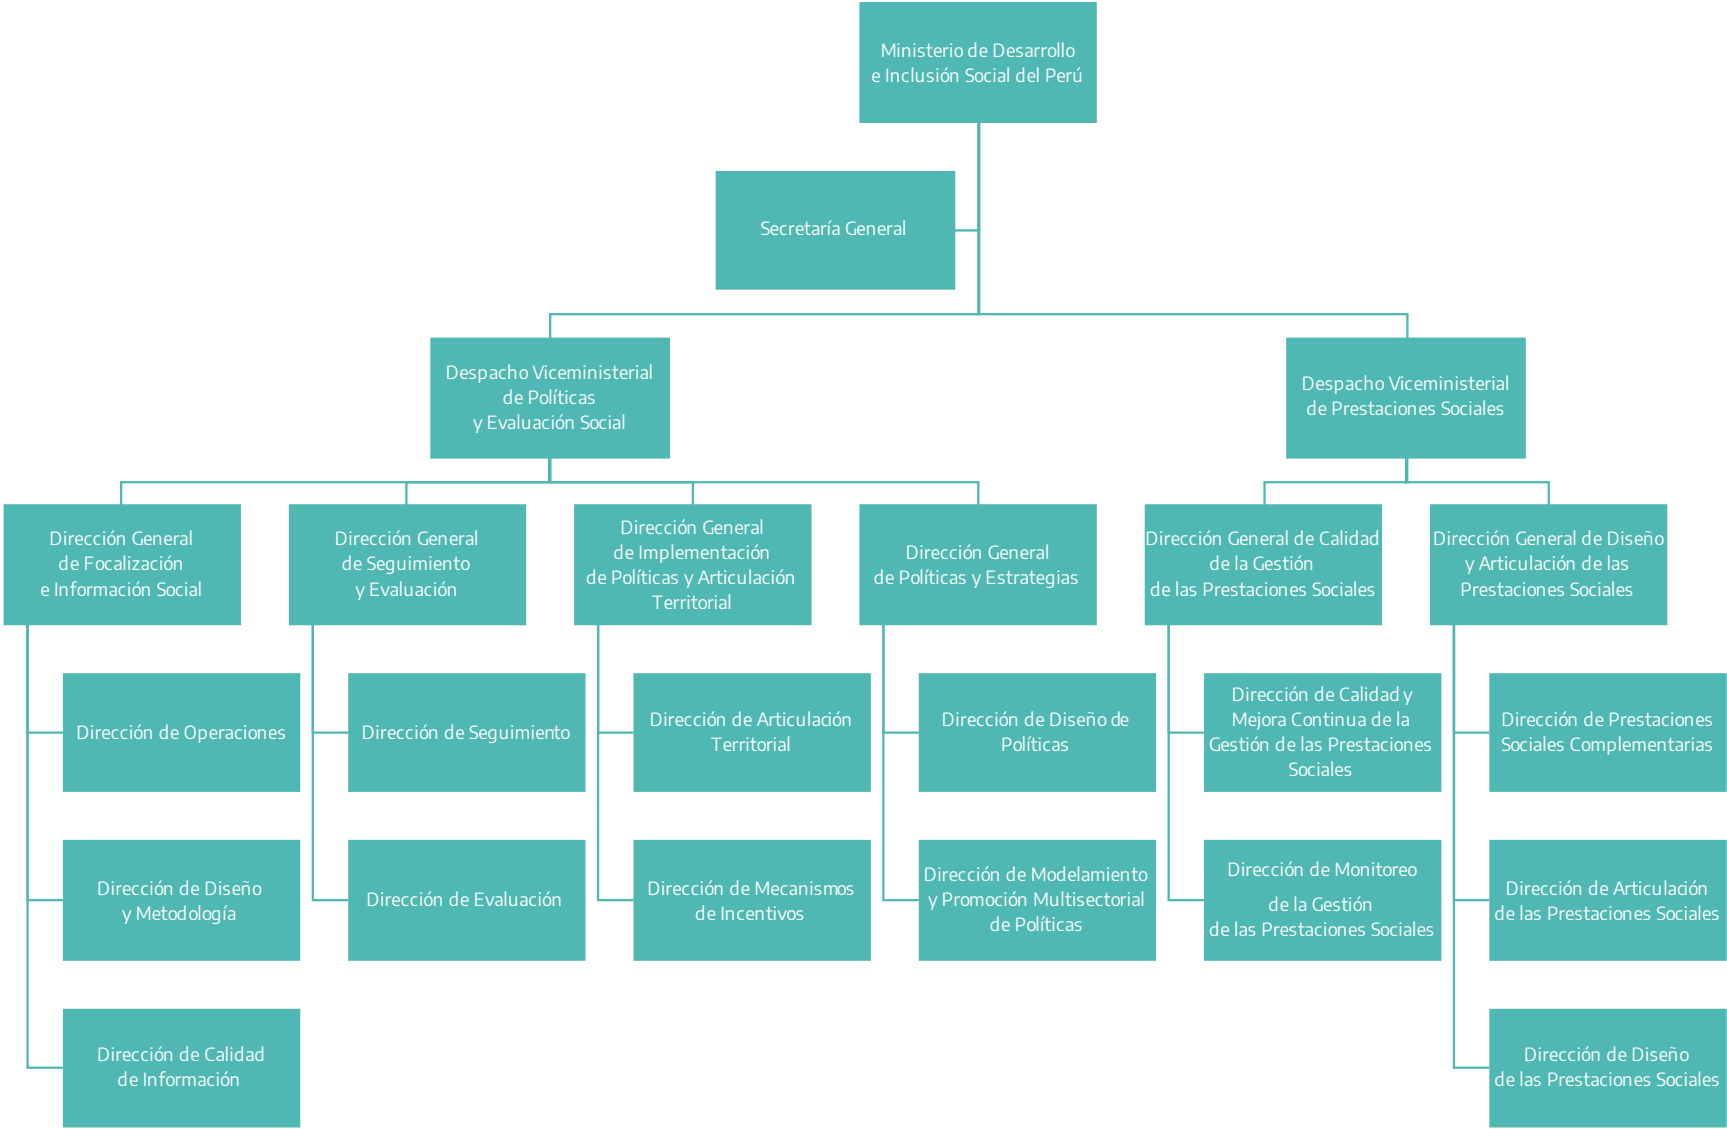 Ministerio de Desarrollo
e Inclusión Social del Perú
Secretaría General
Despacho Viceministerial
de Políticas
y Evaluación Social
Despacho Viceministerial
de Prestaciones Sociales
Dirección General
de Focalización
e Información Social
Dirección General
de Seguimiento
y Evaluación
Dirección General
de Implementación
de Políticas y Articulación
Territorial
Dirección General
de Políticas y Estrategias
Dirección General de Calidad
de la Gestión
de las Prestaciones Sociales
Dirección General de Diseño
y Articulación de las
Prestaciones Sociales
Dirección de Operaciones
Dirección de Seguimiento
Dirección de Articulación
Territorial
Dirección de Diseño de
Políticas
Dirección de Calidad y
Mejora Continua de la
Gestión de las Prestaciones
Sociales
Dirección de Prestaciones
Sociales Complementarias
Dirección de Diseño
y Metodología
Dirección de Evaluación
Dirección de Mecanismos
de Incentivos
Dirección de Modelamiento
y Promoción Multisectorial
de Políticas
Dirección de Monitoreo
de la Gestión
de las Prestaciones Sociales
Dirección de Articulación
de las Prestaciones Sociales
Dirección de Calidad
de Información
Dirección de Diseño
de las Prestaciones Sociales